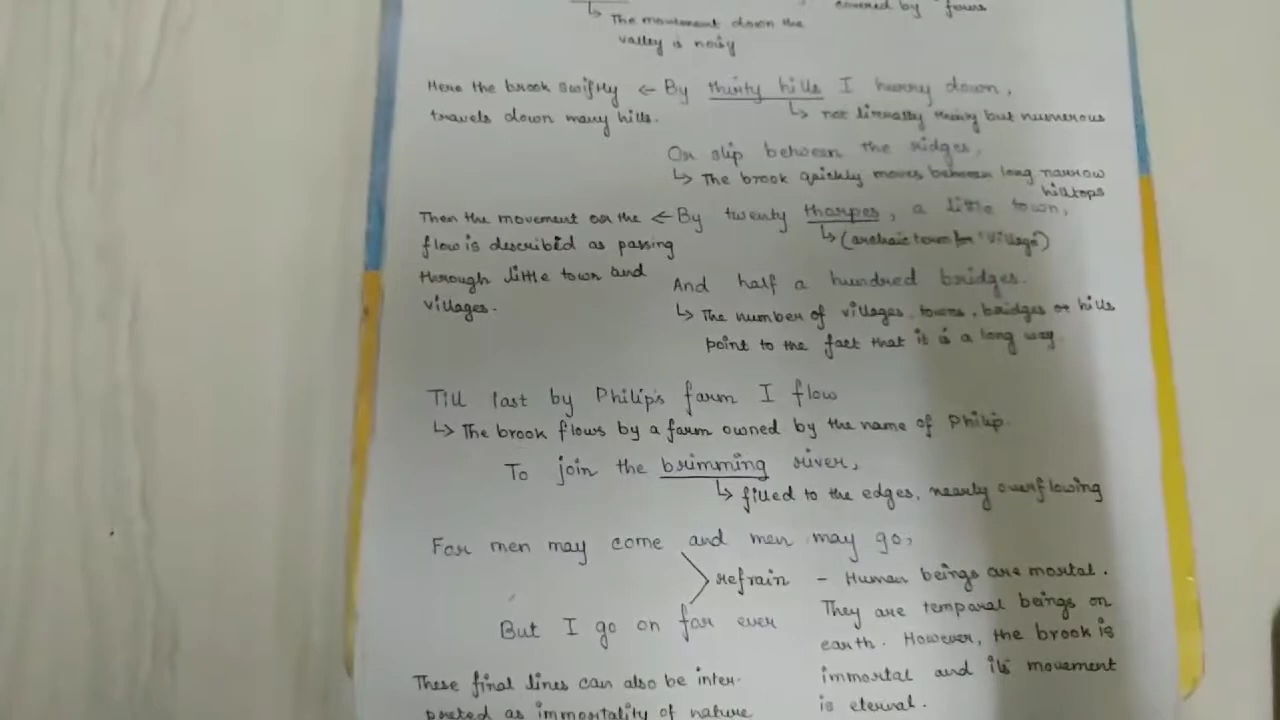 covered by fowrs
↳ The movement down the
valley is noisy
Here the brook swiftly ← By thirty hills I hurry down,
travels down many hills.
↳ not literally thirty but numerous
Or slip between the ridges,
↳ The brook quickly moves between long narrow
hilltops
Then the movement or the ← By twenty thorpes, a little town,
flow is described as passing
↳ (archaic town for "village")
through little town and
villages.
And half a hundred bridges.
↳ The number of villages, towns, bridges or hills
point to the fact that it is a long way.
Till last by Philip's farm I flow
↳ The brook flows by a farm owned by the name of Philip.
To join the brimming river,
↳ filled to the edges, nearly overflowing
For men may come and men may go,
refrain - Human beings are mortal.
They are temporal beings on
But I go on for ever
earth. However, the brook is
immortal and its movement
is eternal.
These final lines can also be inter-
preted as immortality of nature